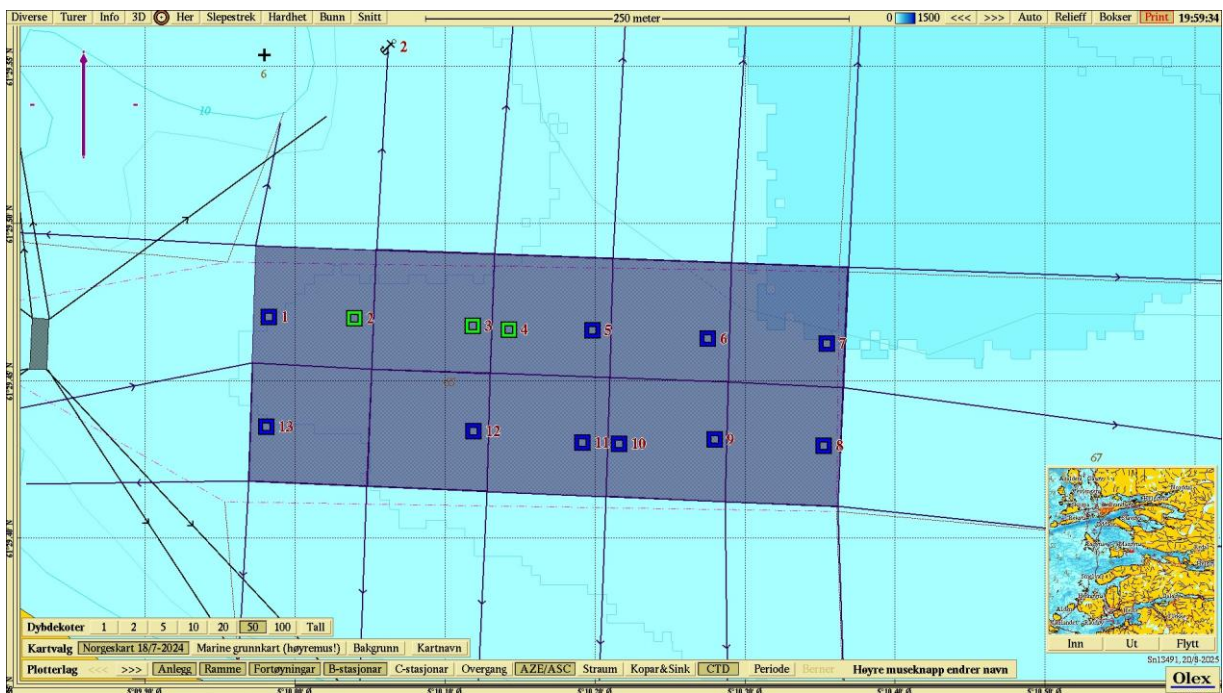 Diverse Turer Info 3D Her Slepestrek Hardhet Bunn Snitt 250 meter 0 1500 <<< >>> Auto Relieff Bokser Print 19:59:34
2
6
10
1 2 3 4 5 6 7
13 12 11 10 9 8
67
Inn Ut Flytt
Sn13491, 20/8-2025
Dybdekoter 1 2 5 10 20 50 100 Tall
Kartvalg Norgeskart 18/7-2024 Marine grunnkart (høyremus!) Bakgrunn Kartnavn
Plotterlag <<< >>> Anlegg Ramme Fortøyningar B-stasjonar C-stasjonar Overgang AZE/ASC Straum Kopar&Sink CTD Periode Berner Høyre museknapp endrer navn
Olex